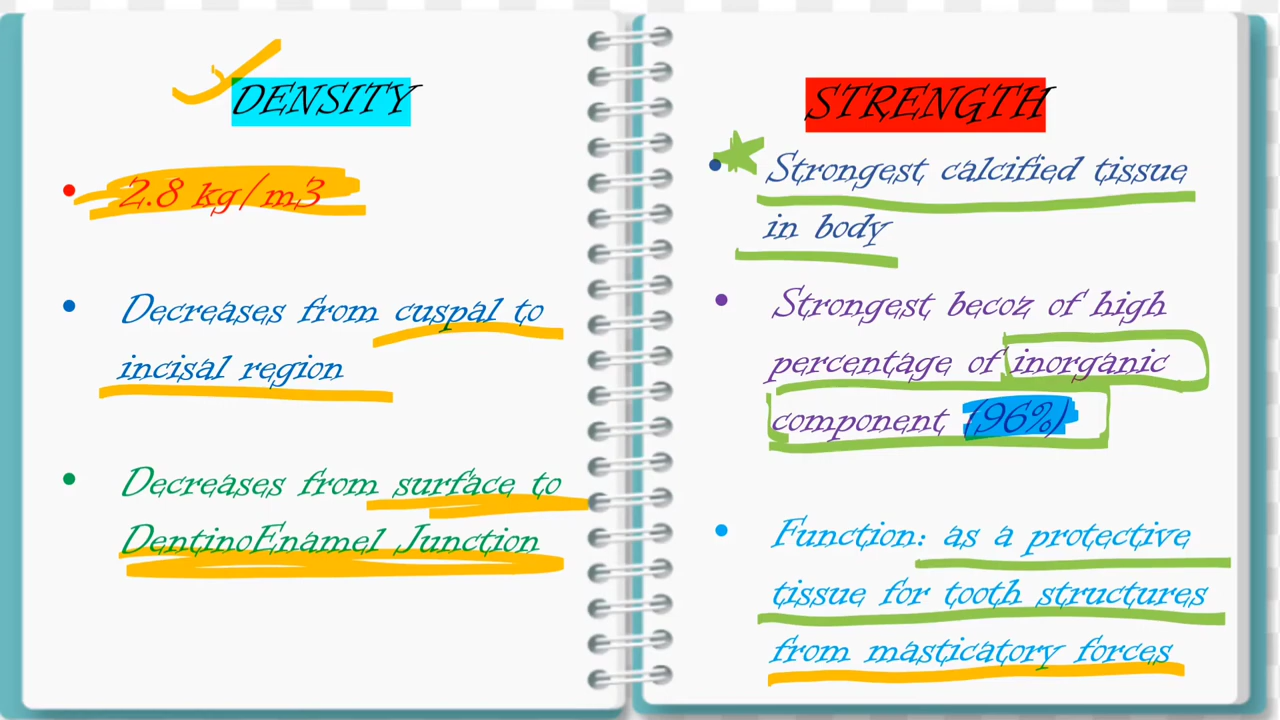 DENSITY
2.8 kg/m3
Decreases from cuspal to
incisal region
Decreases from surface to
DentinoEnamel Junction
STRENGTH
Strongest calcified tissue
in body
Strongest becoz of high
percentage of inorganic
component (96%)
Function: as a protective
tissue for tooth structures
from masticatory forces